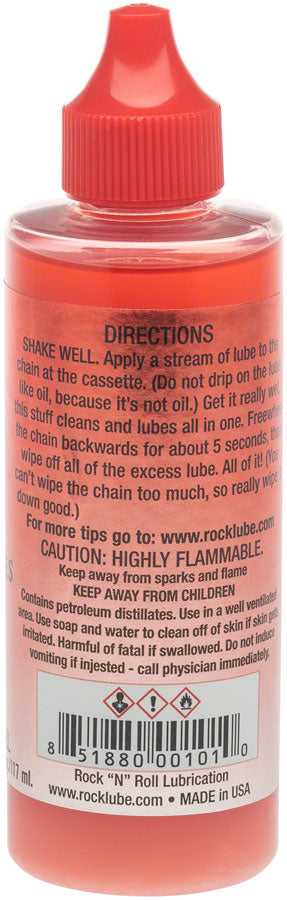 DIRECTIONS
SHAKE WELL. Apply a stream of lube to the
chain at the cassette. (Do not drip on the lube
like oil, because it's not oil.) Get it really wet,
this stuff cleans and lubes all in one. Freewheel
the chain backwards for about 5 seconds, then
wipe off all of the excess lube. All of it! (You
can't wipe the chain too much, so really wipe it
down good.)
For more tips go to: www.rocklube.com
CAUTION: HIGHLY FLAMMABLE.
Keep away from sparks and flame
KEEP AWAY FROM CHILDREN
Contains petroleum distillates. Use in a well ventilated
area. Use soap and water to clean off of skin if skin gets
irritated. Harmful of fatal if swallowed. Do not induce
vomiting if injested - call physician immediately.
8 51880 00101 0
Rock "N" Roll Lubrication
www.rocklube.com • MADE in USA
/117 ml.